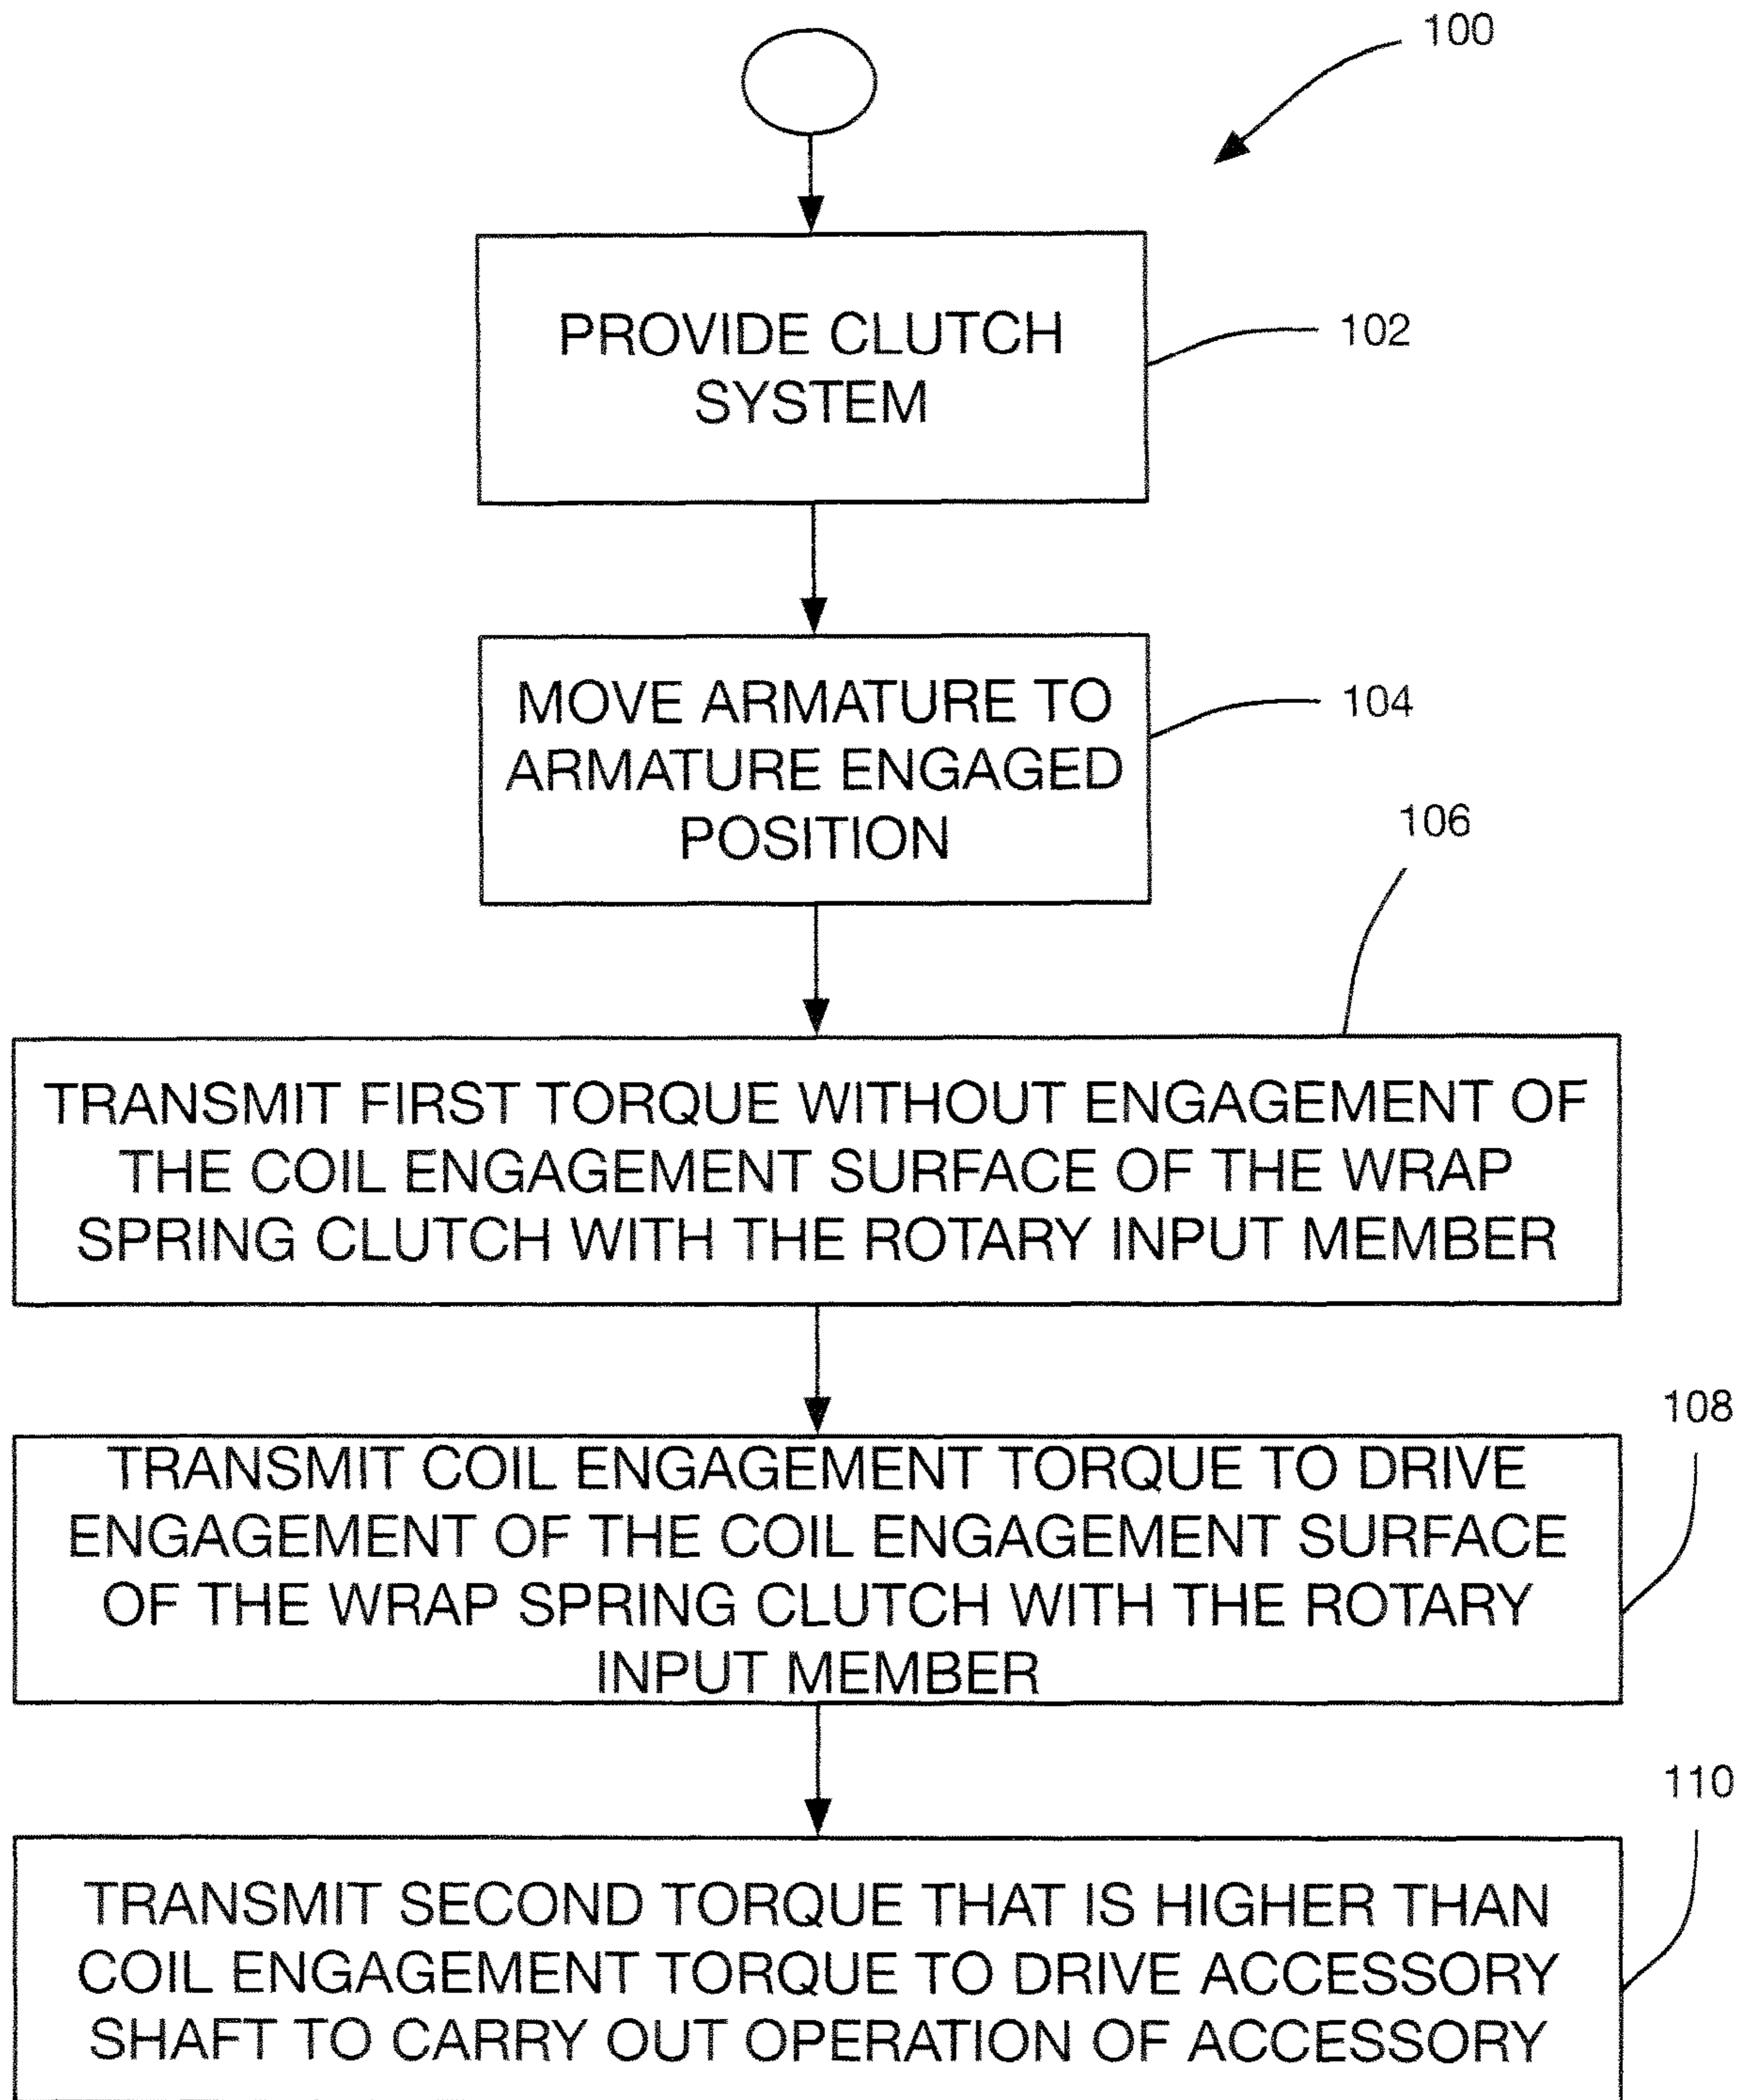 100
PROVIDE CLUTCH
SYSTEM
102
MOVE ARMATURE TO
ARMATURE ENGAGED
POSITION
104
106
TRANSMIT FIRST TORQUE WITHOUT ENGAGEMENT OF
THE COIL ENGAGEMENT SURFACE OF THE WRAP
SPRING CLUTCH WITH THE ROTARY INPUT MEMBER
108
TRANSMIT COIL ENGAGEMENT TORQUE TO DRIVE
ENGAGEMENT OF THE COIL ENGAGEMENT SURFACE
OF THE WRAP SPRING CLUTCH WITH THE ROTARY
INPUT MEMBER
110
TRANSMIT SECOND TORQUE THAT IS HIGHER THAN
COIL ENGAGEMENT TORQUE TO DRIVE ACCESSORY
SHAFT TO CARRY OUT OPERATION OF ACCESSORY